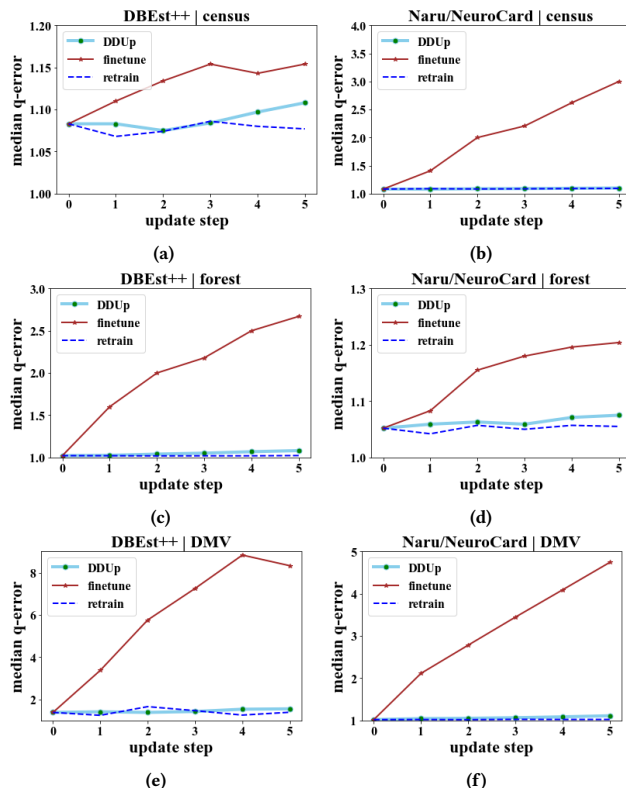 DBEst++ | census
Naru/NeuroCard | census
1.20
1.15
1.10
1.05
1.00
median q-error
DDUp
finetune
retrain
0 1 2 3 4 5
update step
(a)
4.0
3.5
3.0
2.5
2.0
1.5
1.0
median q-error
DDUp
finetune
retrain
0 1 2 3 4 5
update step
(b)
DBEst++ | forest
3.0
2.5
2.0
1.5
1.0
median q-error
DDUp
finetune
retrain
0 1 2 3 4 5
update step
(c)
Naru/NeuroCard | forest
1.3
1.2
1.1
1.0
median q-error
DDUp
finetune
retrain
0 1 2 3 4 5
update step
(d)
DBEst++ | DMV
8
6
4
2
median q-error
DDUp
finetune
retrain
0 1 2 3 4 5
update step
(e)
Naru/NeuroCard | DMV
5
4
3
2
1
median q-error
DDUp
finetune
retrain
0 1 2 3 4 5
update step
(f)